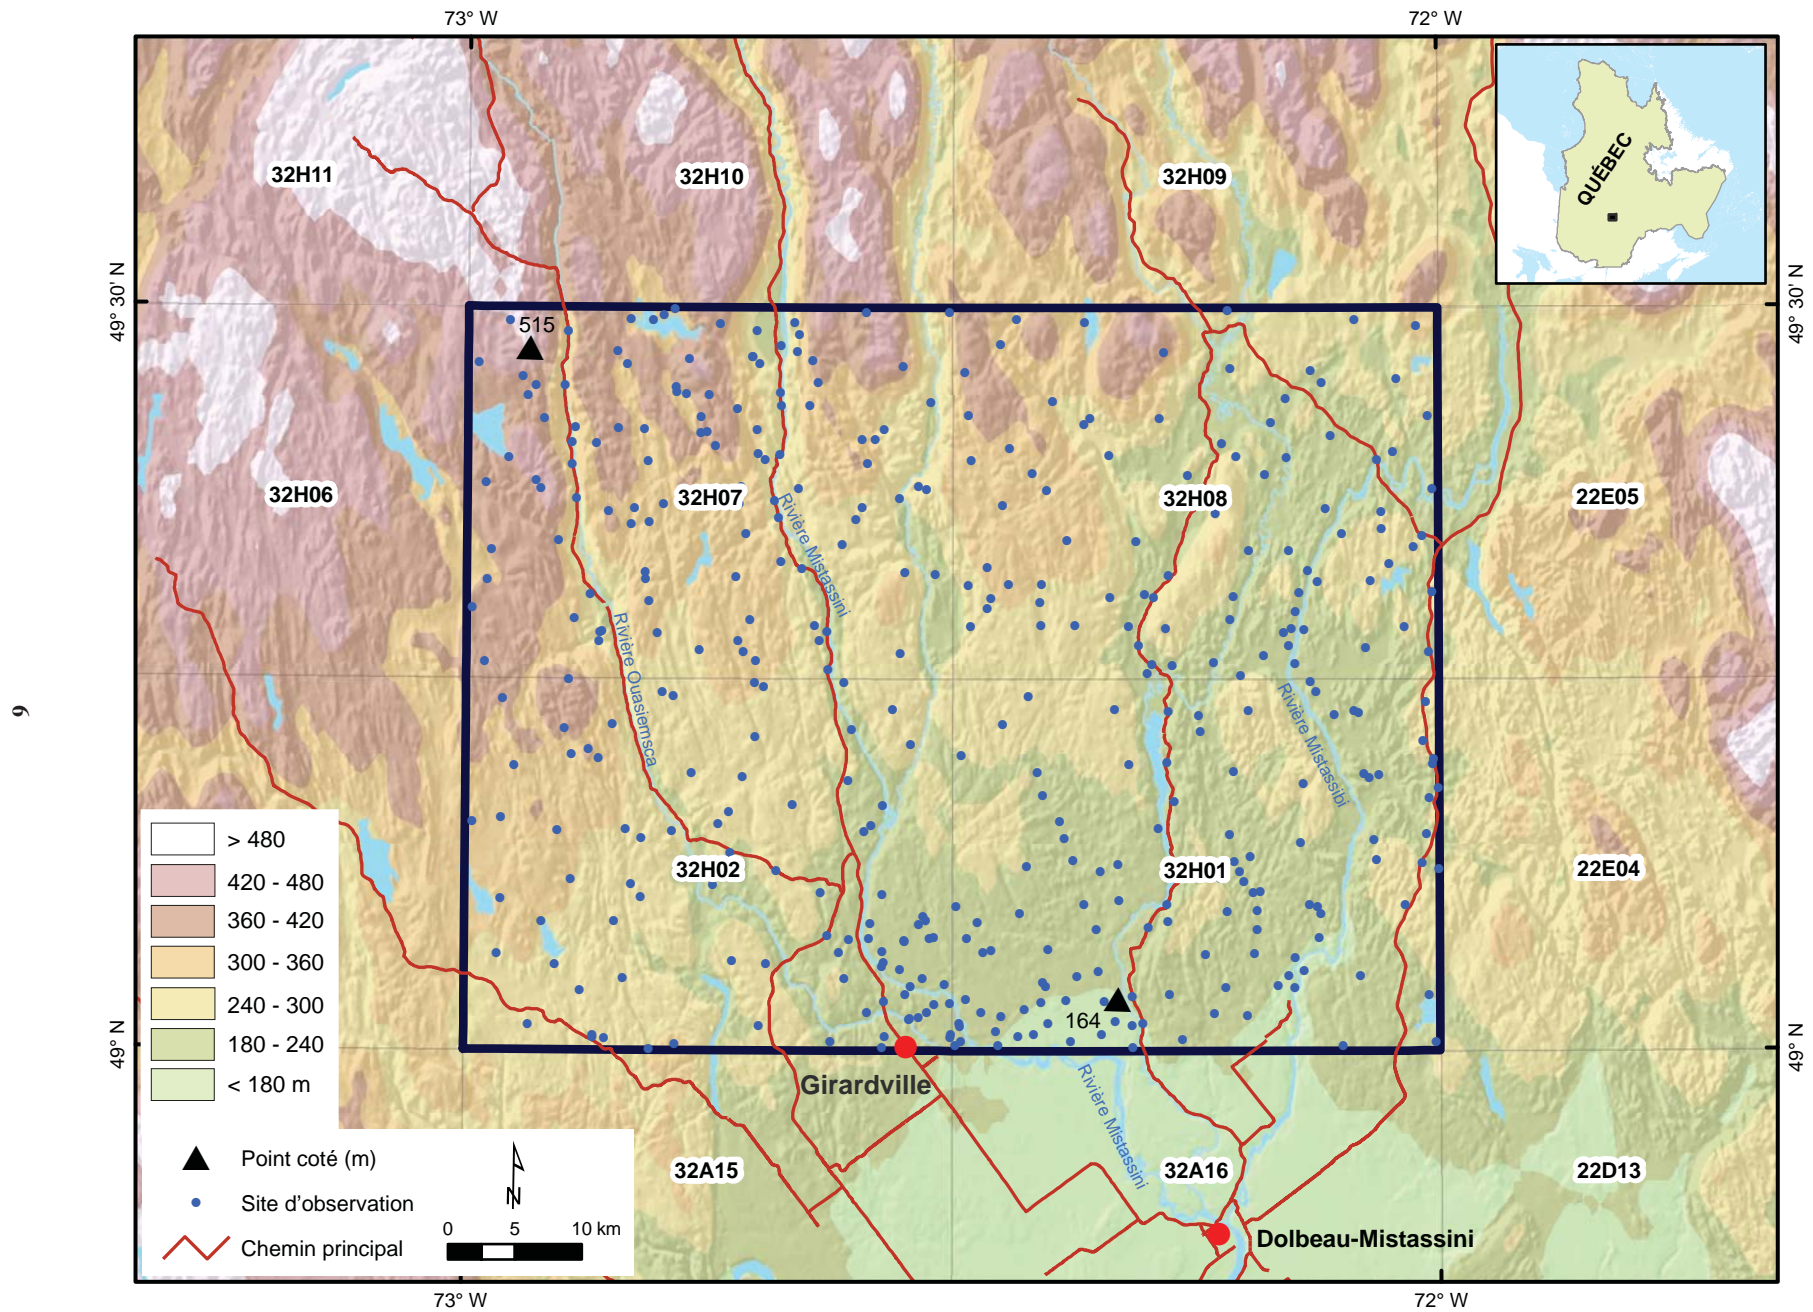 73° W
72° W
QUÉBEC
32H11
32H10
32H09
49° 30' N
49° 30' N
515
32H06
32H07
32H08
22E05
Rivière Mistassini
Rivière Ouasiemsca
Rivière Mistassibi
9
32H02
32H01
22E04
> 480
420 - 480
360 - 420
300 - 360
240 - 300
180 - 240
< 180 m
164
49° N
49° N
Girardville
Rivière Mistassini
32A15
32A16
22D13
Point coté (m)
Site d'observation
Chemin principal
N
0 5 10 km
Dolbeau-Mistassini
73° W
72° W